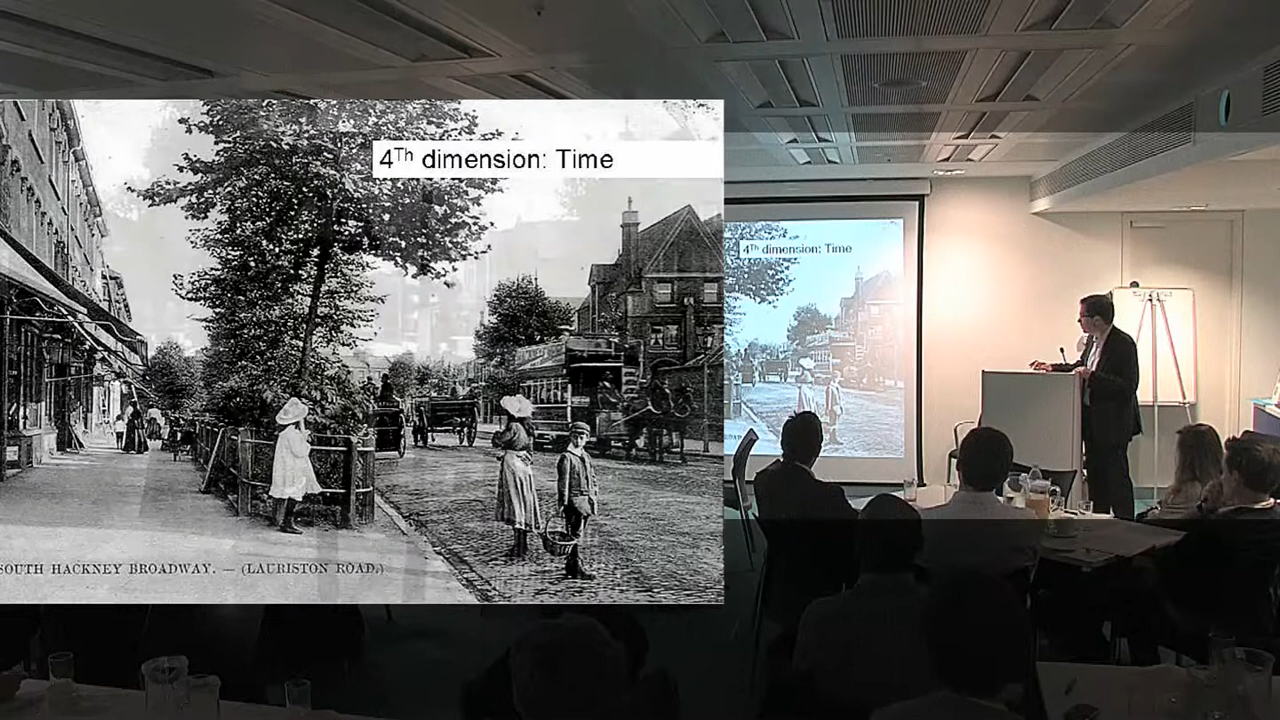 4Th dimension: Time
SOUTH HACKNEY BROADWAY. — (LAURISTON ROAD.)
4Th dimension: Time